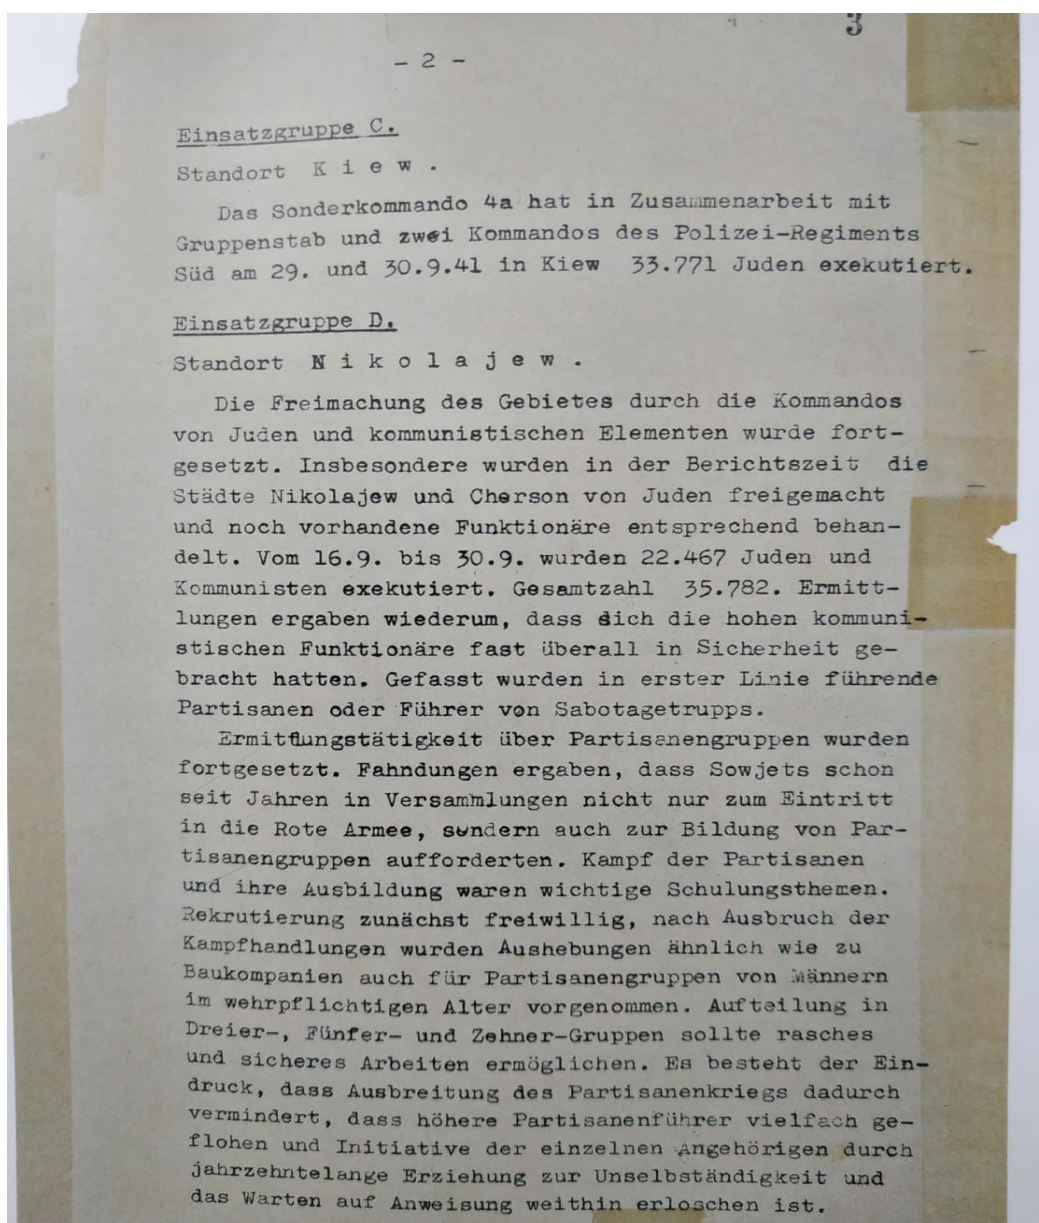 3
- 2 -
Einsatzgruppe C.
Standort K i e w .
Das Sonderkommando 4a hat in Zusammenarbeit mit
Gruppenstab und zwei Kommandos des Polizei-Regiments
Süd am 29. und 30.9.41 in Kiew 33.771 Juden exekutiert.
Einsatzgruppe D.
Standort N i k o l a j e w .
Die Freimachung des Gebietes durch die Kommandos
von Juden und kommunistischen Elementen wurde fort-
gesetzt. Insbesondere wurden in der Berichtszeit die
Städte Nikolajew und Cherson von Juden freigemacht
und noch vorhandene Funktionäre entsprechend behan-
delt. Vom 16.9. bis 30.9. wurden 22.467 Juden und
Kommunisten exekutiert. Gesamtzahl 35.782. Ermitt-
lungen ergaben wiederum, dass sich die hohen kommuni-
stischen Funktionäre fast überall in Sicherheit ge-
bracht hatten. Gefasst wurden in erster Linie führende
Partisanen oder Führer von Sabotagetrupps.
Ermittlungstätigkeit über Partisanengruppen wurden
fortgesetzt. Fahndungen ergaben, dass Sowjets schon
seit Jahren in Versammlungen nicht nur zum Eintritt
in die Rote Armee, sondern auch zur Bildung von Par-
tisanengruppen aufforderten. Kampf der Partisanen
und ihre Ausbildung waren wichtige Schulungsthemen.
Rekrutierung zunächst freiwillig, nach Ausbruch der
Kampfhandlungen wurden Aushebungen ähnlich wie zu
Baukompanien auch für Partisanengruppen von Männern
im wehrpflichtigen Alter vorgenommen. Aufteilung in
Dreier-, Fünfer- und Zehner-Gruppen sollte rasches
und sicheres Arbeiten ermöglichen. Es besteht der Ein-
druck, dass Ausbreitung des Partisanenkriegs dadurch
vermindert, dass höhere Partisanenführer vielfach ge-
flohen und Initiative der einzelnen Angehörigen durch
jahrzehntelange Erziehung zur Unselbständigkeit und
das Warten auf Anweisung weithin erloschen ist.